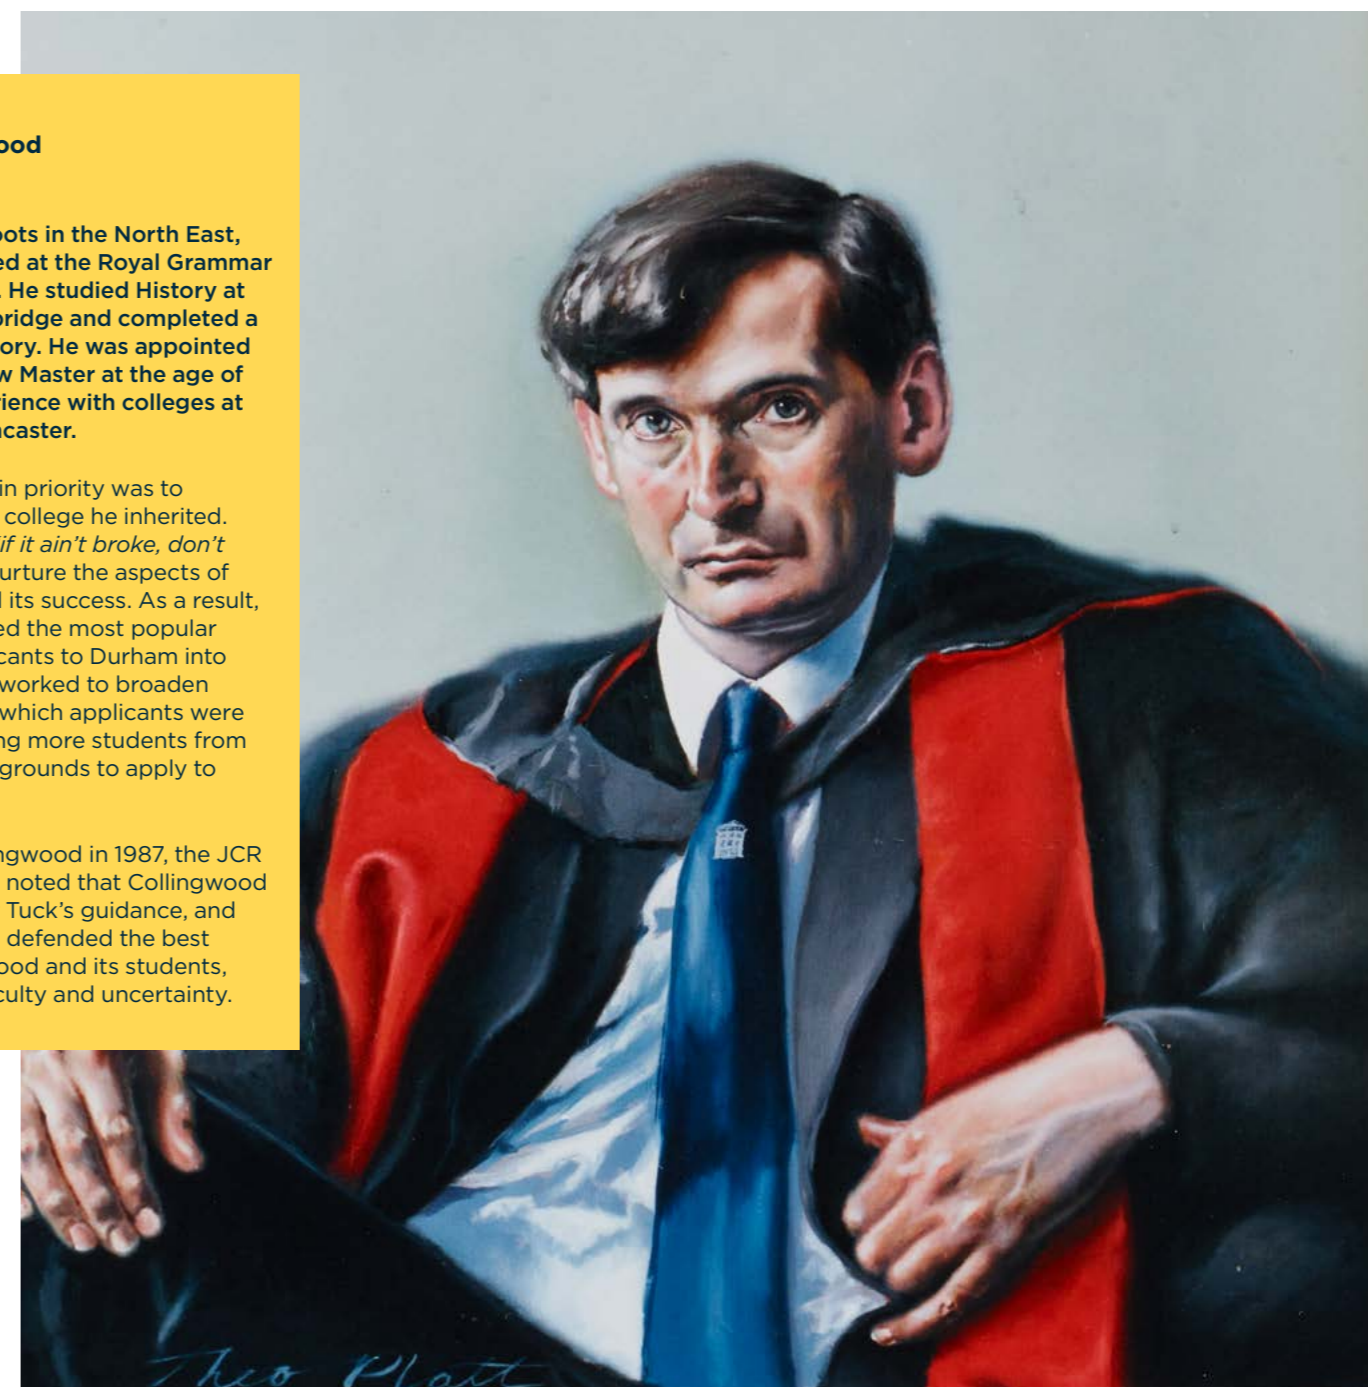 ood
oots in the North East,
ed at the Royal Grammar
. He studied History at
bridge and completed a
ory. He was appointed
w Master at the age of
rience with colleges at
ncaster.
in priority was to
college he inherited.
if it ain't broke, don't
urture the aspects of
l its success. As a result,
ed the most popular
cants to Durham into
worked to broaden
which applicants were
ng more students from
grounds to apply to
ngwood in 1987, the JCR
noted that Collingwood
Tuck's guidance, and
defended the best
ood and its students,
culty and uncertainty.
Theo Platt